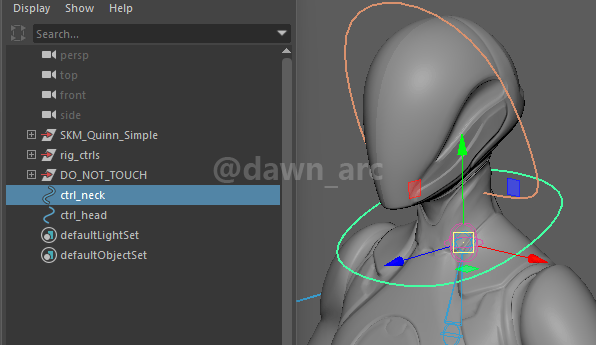 Display Show Help
Search...
persp
top
front
side
SKM_Quinn_Simple
rig_ctrls
DO_NOT_TOUCH
@dawn_arc
ctrl_neck
ctrl_head
defaultLightSet
defaultObjectSet